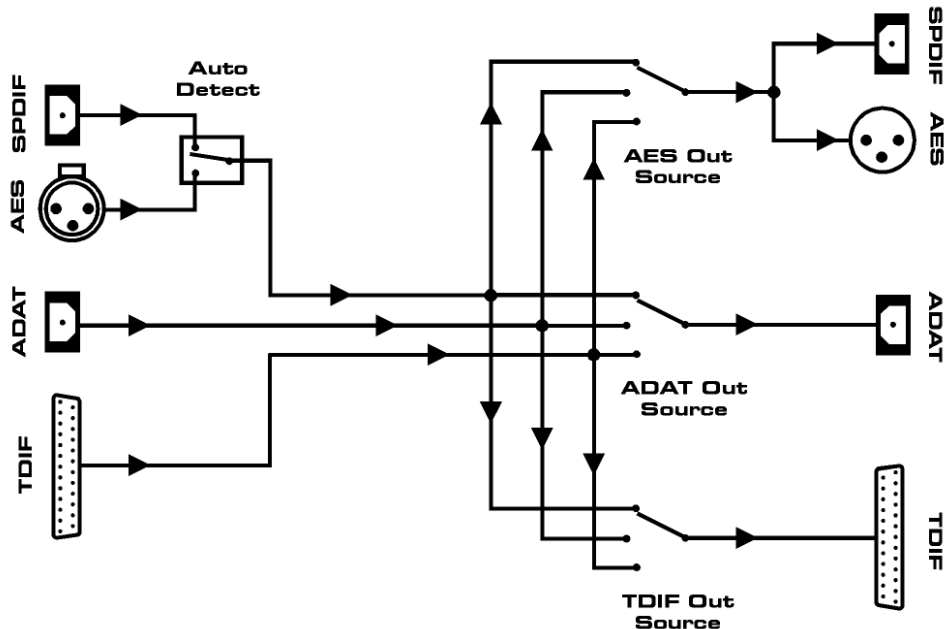 SPDIF
AES
ADAT
TDIF
Auto
Detect
AES Out
Source
ADAT Out
Source
TDIF Out
Source
SPDIF
AES
ADAT
TDIF